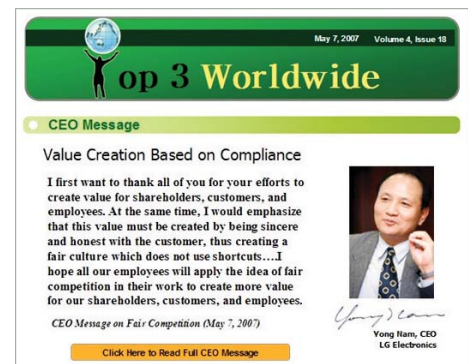 May 7, 2007 Volume 4, Issue 18
Top 3 Worldwide
CEO Message
Value Creation Based on Compliance
I first want to thank all of you for your efforts to
create value for shareholders, customers, and
employees. At the same time, I would emphasize
that this value must be created by being sincere
and honest with the customer, thus creating a
fair culture which does not use shortcuts….I
hope all our employees will apply the idea of fair
competition in their work to create more value
for our shareholders, customers, and employees.
CEO Message on Fair Competition (May 7, 2007)
Click Here to Read Full CEO Message
Yong Nam
Yong Nam, CEO
LG Electronics